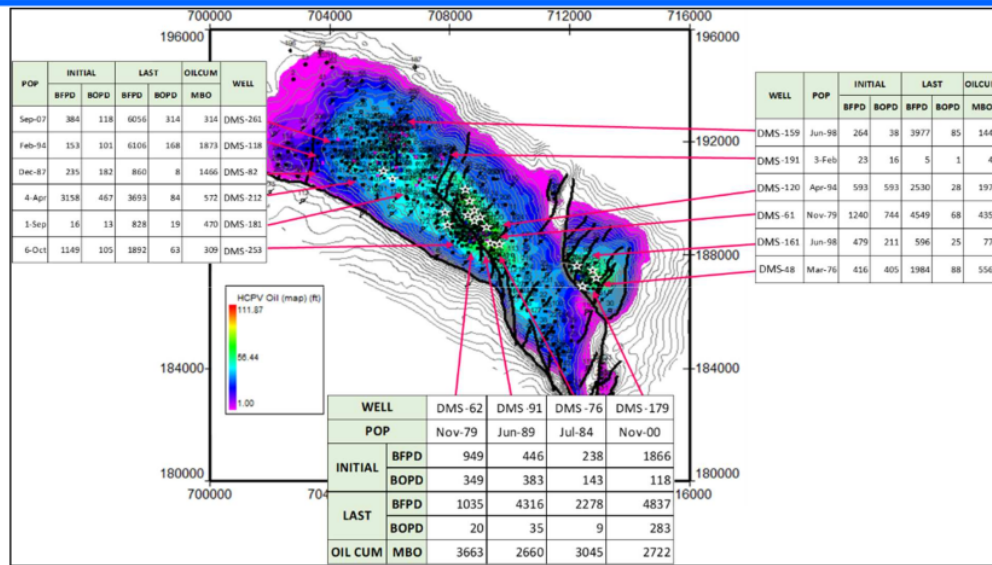 700000 704000 708000 712000 716000
196000 196000
POP INITIAL LAST OILCUM WELL
BFPD BOPD BFPD BOPD MBO
Sep-07 384 118 6056 314 314 DMS-261
Feb-94 153 101 6106 168 1873 DMS-118
Dec-87 235 182 860 8 1466 DMS-82
4-Apr 3158 467 3693 84 572 DMS-212
1-Sep 16 13 828 19 470 DMS-181
6-Oct 1149 105 1892 63 309 DMS-253
WELL POP INITIAL LAST
BFPD BOPD BFPD BOPD MBO
DMS-159 Jun-98 264 38 3977 85
DMS-191 3-Feb 23 16 5 1
DMS-120 Apr-94 593 593 2530 28
DMS-61 Nov-79 1240 744 4549 68
DMS-161 Jun-98 479 211 596 25
DMS-48 Mar-76 416 405 1984 88
192000
188000
184000 184000
HCPV Oil (map) (ft)
111.87
56.44
1.00
WELL DMS-62 DMS-91 DMS-76 DMS-179
POP Nov-79 Jun-89 Jul-84 Nov-00
INITIAL BFPD 949 446 238 1866
BOPD 349 383 143 118
LAST BFPD 1035 4316 2278 4837
BOPD 20 35 9 283
OIL CUM MBO 3663 2660 3045 2722
180000 180000
700000